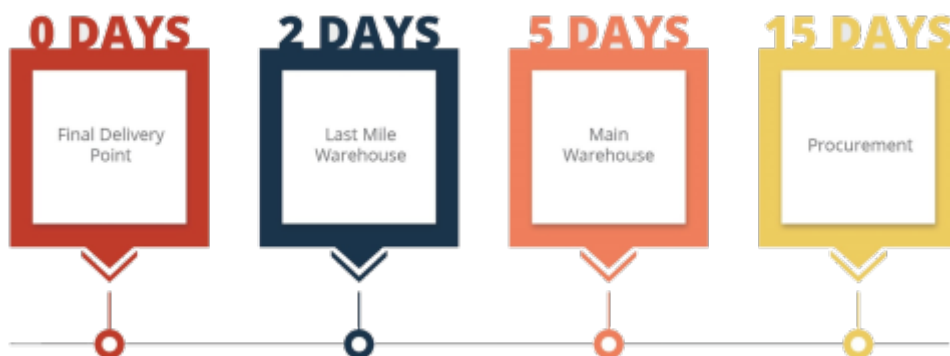 0 DAYS
Final Delivery
Point
2 DAYS
Last Mile
Warehouse
5 DAYS
Main
Warehouse
15 DAYS
Procurement